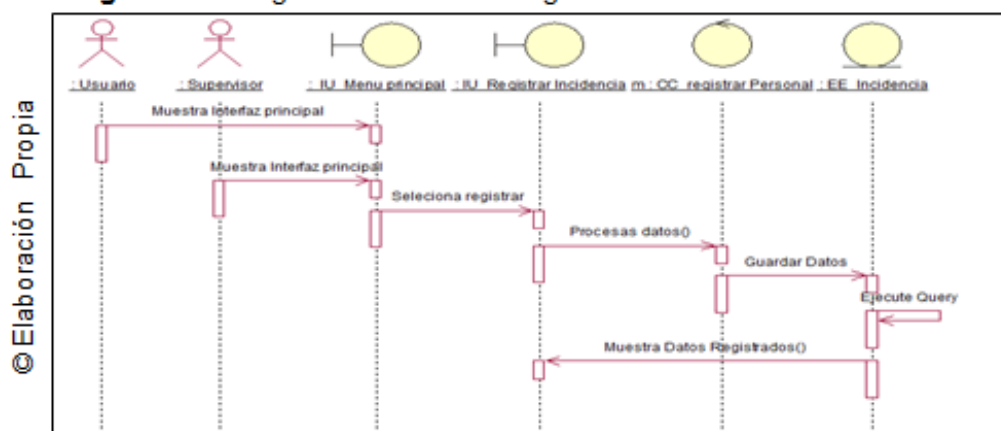 : Usuario
: Supervisor
: IU_Menu principal
: IU_Registrar Incidencia
m : CC_registrar Personal
: EE_Incidencia
Muestra Interfaz principal
Muestra Interfaz principal
Seleciona registrar
Procesas datos()
Guardar Datos
Ejecute Query
Muestra Datos Registrados()
© Elaboración Propia